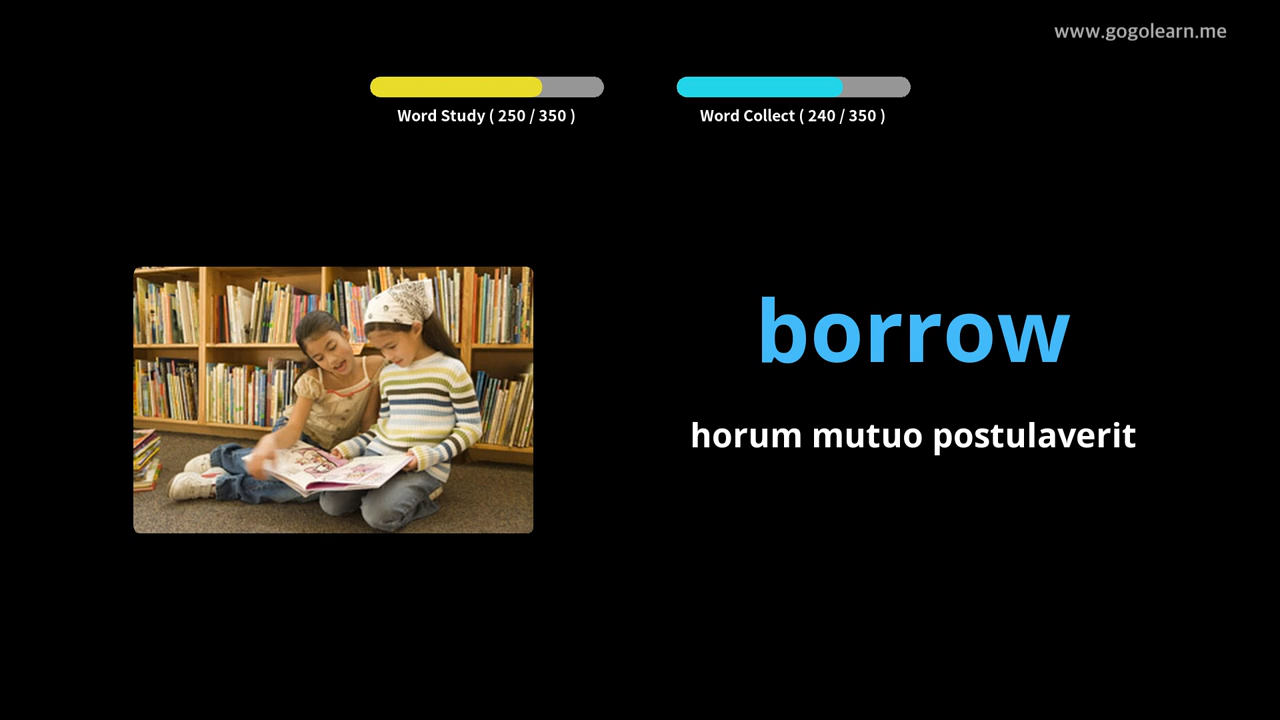 www.gogolearn.me
Word Study ( 250 / 350 )
Word Collect ( 240 / 350 )
borrow
horum mutuo postulaverit